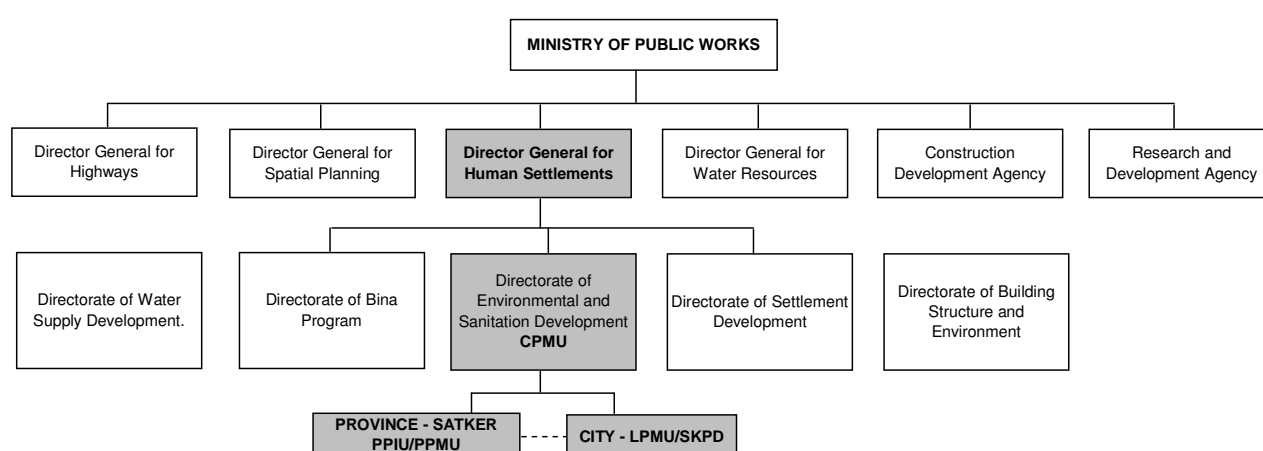 MINISTRY OF PUBLIC WORKS
Director General for
Highways
Director General for
Spatial Planning
Director General for
Human Settlements
Director General for
Water Resources
Construction
Development Agency
Research and
Development Agency
Directorate of Water
Supply Development.
Directorate of Bina
Program
Directorate of
Environmental and
Sanitation Development
CPMU
Directorate of Settlement
Development
Directorate of Building
Structure and
Environment
PROVINCE - SATKER
PPIU/PPMU
CITY - LPMU/SKPD